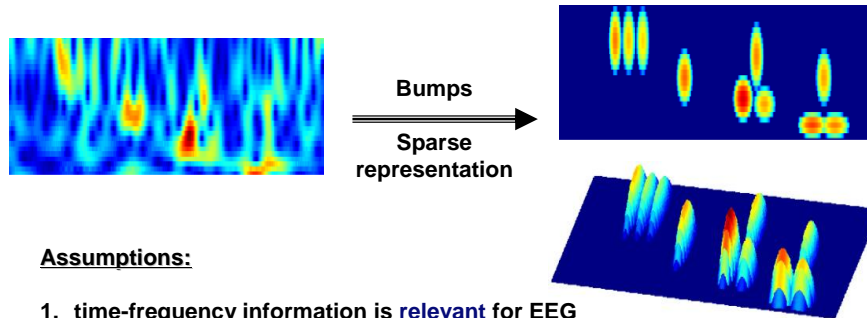 Bumps
Sparse
representation
Assumptions:
1. time-frequency information is relevant for EEG